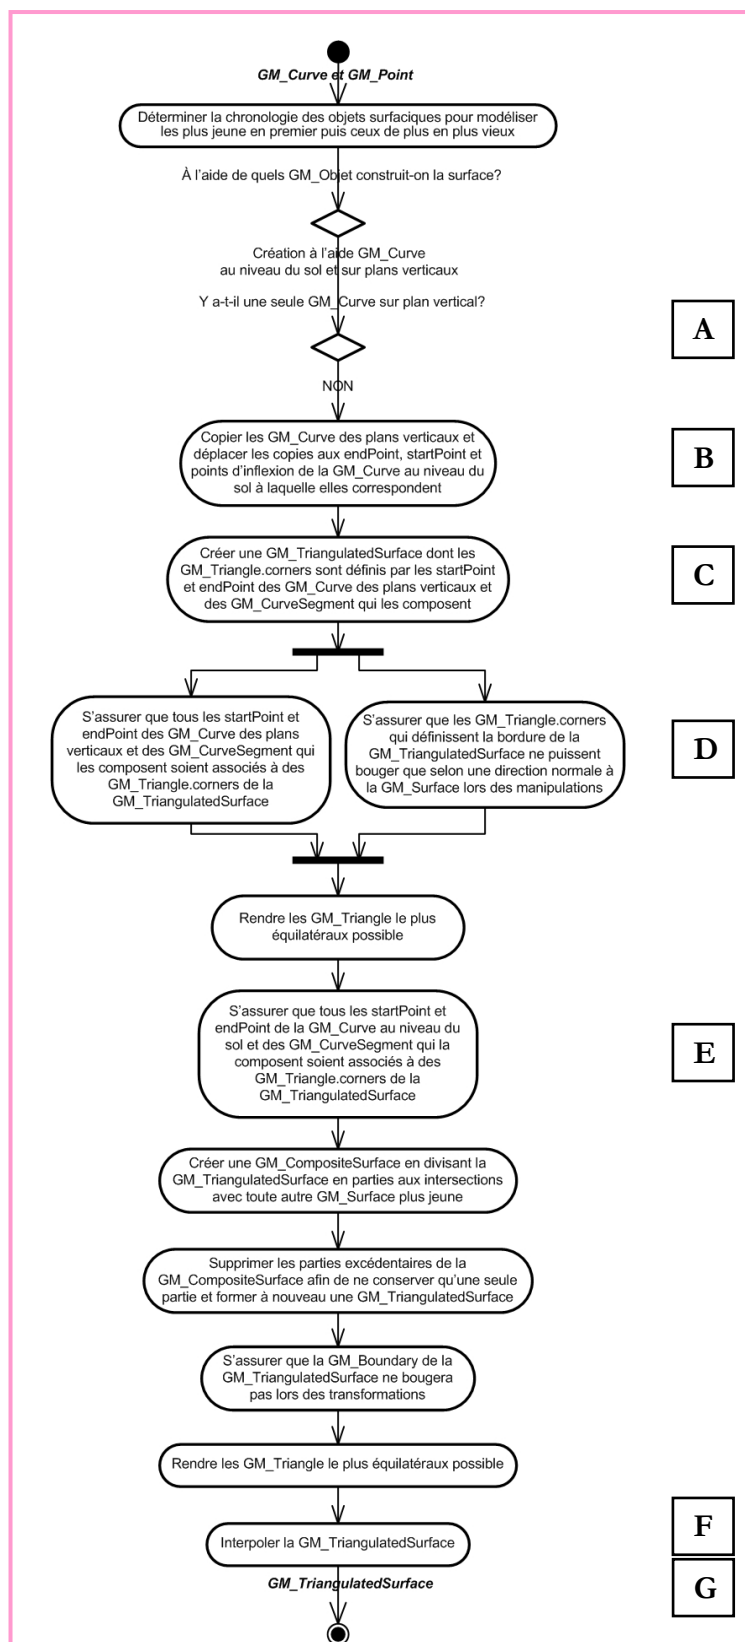 GM_Curve et GM_Point
Déterminer la chronologie des objets surfaciques pour modéliser
les plus jeune en premier puis ceux de plus en plus vieux
À l'aide de quels GM_Objet construit-on la surface?
Création à l'aide GM_Curve
au niveau du sol et sur plans verticaux
Y a-t-il une seule GM_Curve sur plan vertical?
A
NON
Copier les GM_Curve des plans verticaux et
déplacer les copies aux endPoint, startPoint et
points d'inflexion de la GM_Curve au niveau du
sol à laquelle elles correspondent
B
Créer une GM_TriangulatedSurface dont les
GM_Triangle.corners sont définis par les startPoint
et endPoint des GM_Curve des plans verticaux et
des GM_CurveSegment qui les composent
C
S'assurer que tous les startPoint et
endPoint des GM_Curve des plans
verticaux et des GM_CurveSegment qui
les composent soient associés à des
GM_Triangle.corners de la
GM_TriangulatedSurface
S'assurer que les GM_Triangle.corners
qui définissent la bordure de la
GM_TriangulatedSurface ne puissent
bouger que selon une direction normale à
la GM_Surface lors des manipulations
D
Rendre les GM_Triangle le plus
équilatéraux possible
S'assurer que tous les startPoint et
endPoint de la GM_Curve au niveau du
sol et des GM_CurveSegment qui la
composent soient associés à des
GM_Triangle.corners de la
GM_TriangulatedSurface
E
Créer une GM_CompositeSurface en divisant la
GM_TriangulatedSurface en parties aux intersections
avec toute autre GM_Surface plus jeune
Supprimer les parties excédentaires de la
GM_CompositeSurface afin de ne conserver qu'une seule
partie et former à nouveau une GM_TriangulatedSurface
S'assurer que la GM_Boundary de la
GM_TriangulatedSurface ne bougera
pas lors des transformations
Rendre les GM_Triangle le plus équilatéraux possible
F
Interpoler la GM_TriangulatedSurface
GM_TriangulatedSurface
G